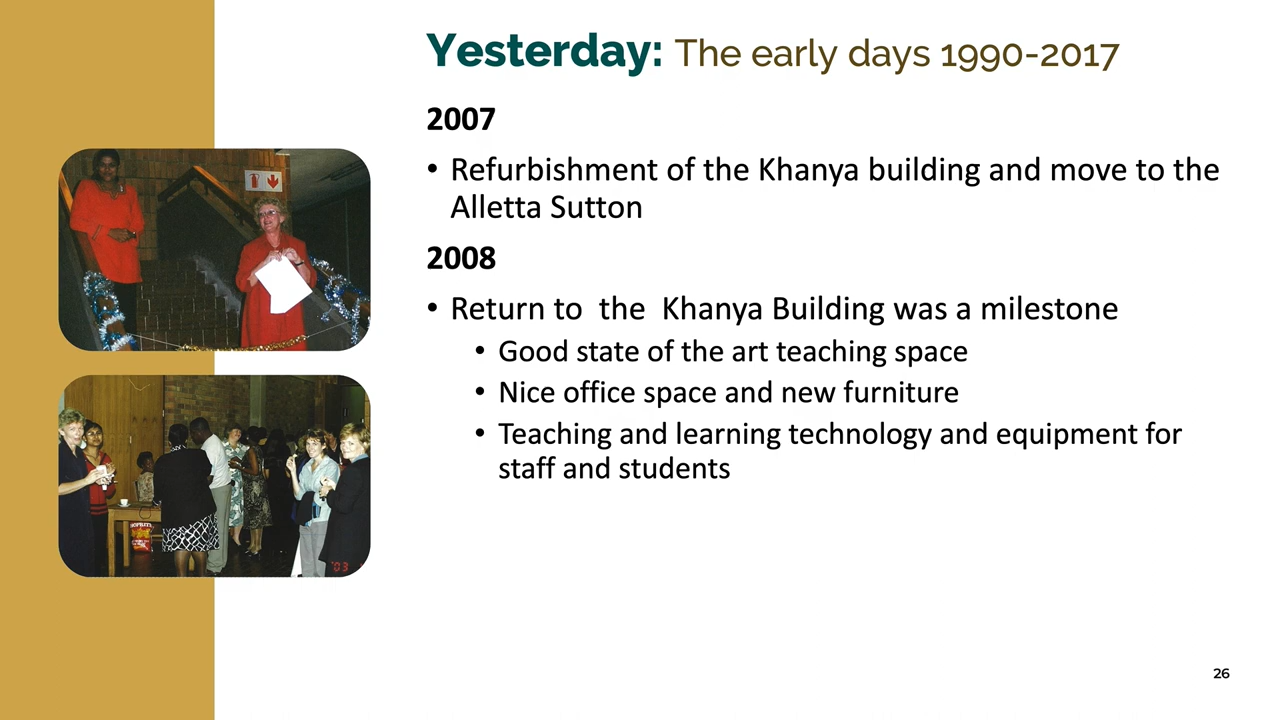 Yesterday: The early days 1990-2017
2007
• Refurbishment of the Khanya building and move to the
Alletta Sutton
2008
• Return to  the  Khanya Building was a milestone
• Good state of the art teaching space
• Nice office space and new furniture
• Teaching and learning technology and equipment for
staff and students
'03
26